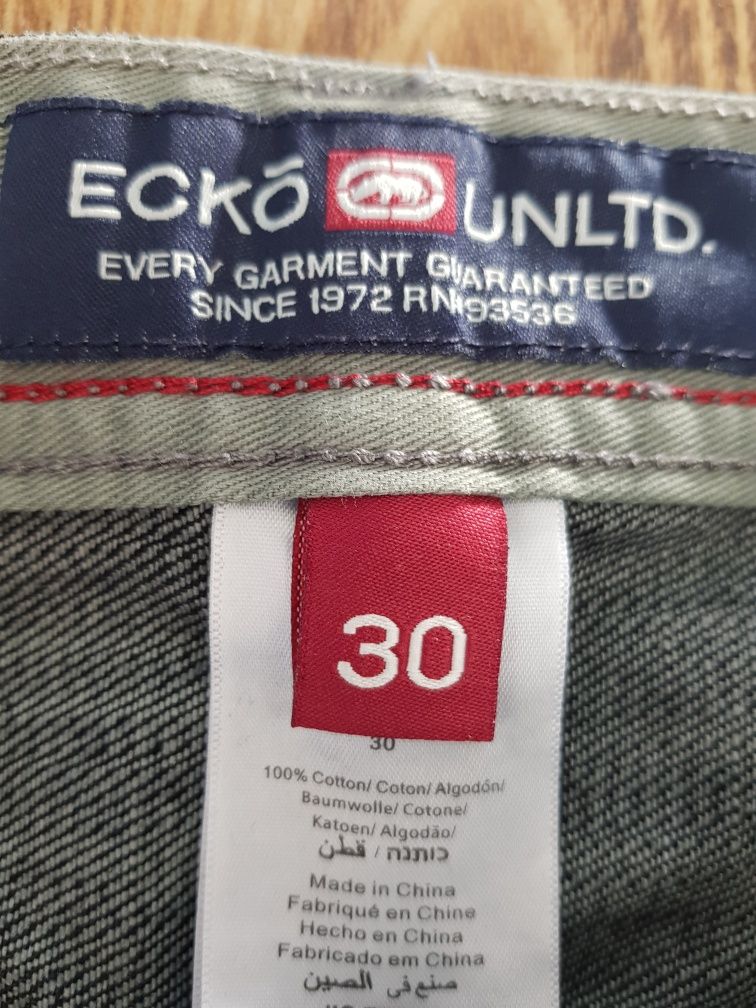 ECKŌ UNLTD.
EVERY GARMENT GUARANTEED
SINCE 1972 RN#93536
30
30
100% Cotton/ Coton/ Algodón/
Baumwolle/ Cotone/
Katoen/ Algodão/
כותנה / قطن
Made in China
Fabriqué en Chine
Hecho en China
Fabricado em China
صنع في الصين